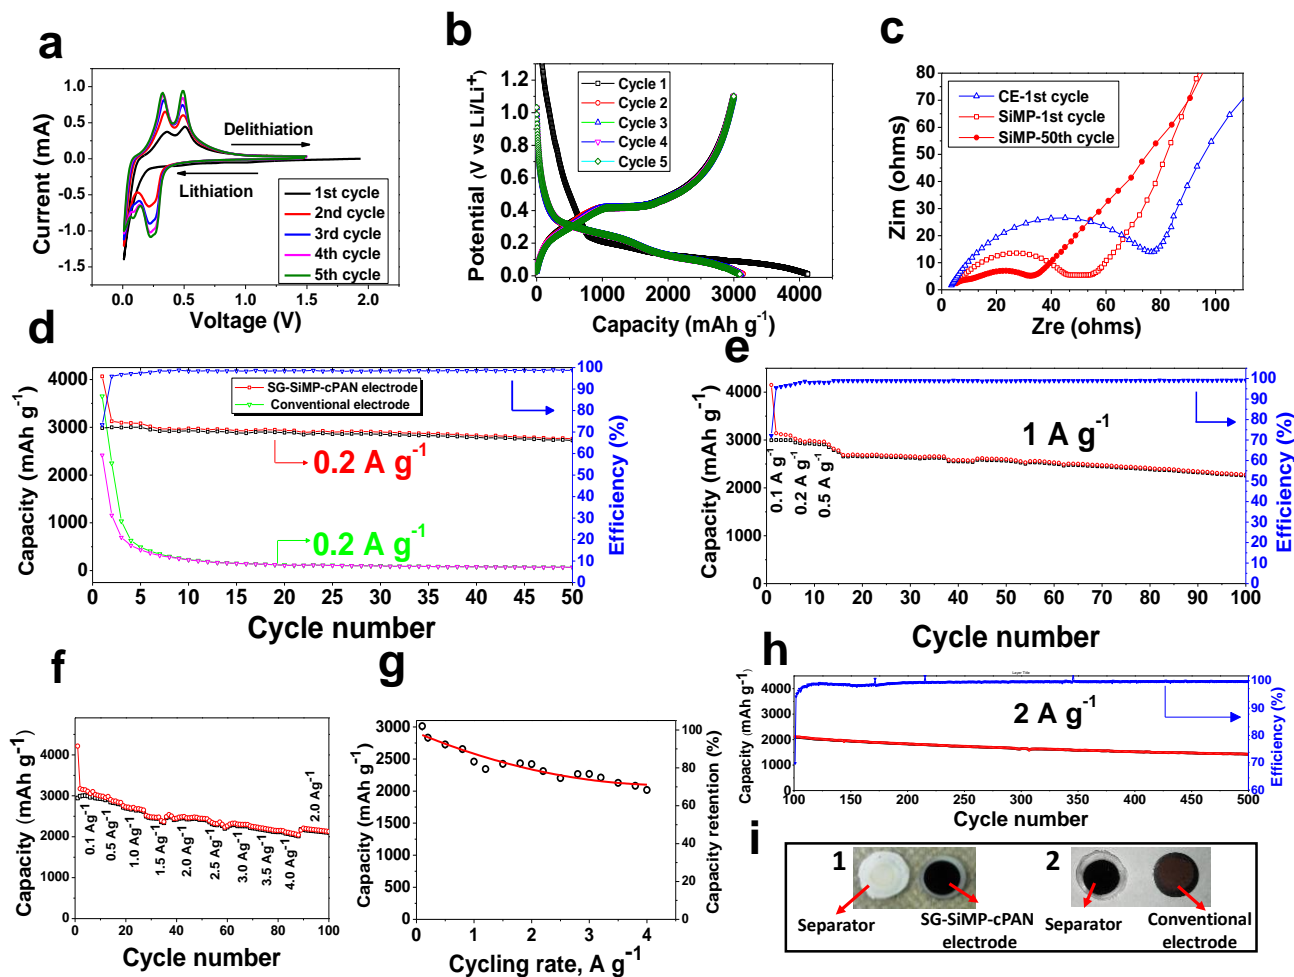 a
Current (mA)
1.0
0.5
0.0
-0.5
-1.0
-1.5
Delithiation
Lithiation
1st cycle
2nd cycle
3rd cycle
4th cycle
5th cycle
0.0 0.5 1.0 1.5 2.0
Voltage (V)
b
Potential (V vs Li/Li+)
1.2
1.0
0.8
0.6
0.4
0.2
0.0
Cycle 1
Cycle 2
Cycle 3
Cycle 4
Cycle 5
0 1000 2000 3000 4000
Capacity (mAh g-1)
c
Zim (ohms)
80
70
60
50
40
30
20
10
0
CE-1st cycle
SiMP-1st cycle
SiMP-50th cycle
0 20 40 60 80 100
Zre (ohms)
d
Capacity (mAh g-1)
4000
3000
2000
1000
0
SG-SiMP-cPAN electrode
Conventional electrode
0.2 A g-1
0.2 A g-1
100
90
80
70
60
50
40
30
20
10
0
Efficiency (%)
0 5 10 15 20 25 30 35 40 45 50
Cycle number
e
Capacity (mAh g-1)
4000
3000
2000
1000
0
0.1 A g-1
0.2 A g-1
0.5 A g-1
1 A g-1
100
90
80
70
60
50
40
30
20
10
0
Efficiency (%)
0 10 20 30 40 50 60 70 80 90 100
Cycle number
f
Capacity (mAh g-1)
4000
3000
2000
1000
0
0.1 Ag-1
0.5 Ag-1
1.0 Ag-1
1.5 Ag-1
2.0 Ag-1
2.5 Ag-1
3.0 Ag-1
3.5 Ag-1
4.0 Ag-1
2.0 Ag-1
0 20 40 60 80 100
Cycle number
g
Capacity (mAh g-1)
3000
2500
2000
1500
1000
500
0
100
80
60
40
20
0
Capacity retention (%)
0 1 2 3 4
Cycling rate, A g-1
h
Layer Title
Capacity (mAh g-1)
4000
3000
2000
1000
0
2 A g-1
100
90
80
70
60
Efficiency (%)
100 150 200 250 300 350 400 450 500
Cycle number
i
1
Separator
SG-SiMP-cPAN
electrode
2
Separator
Conventional
electrode